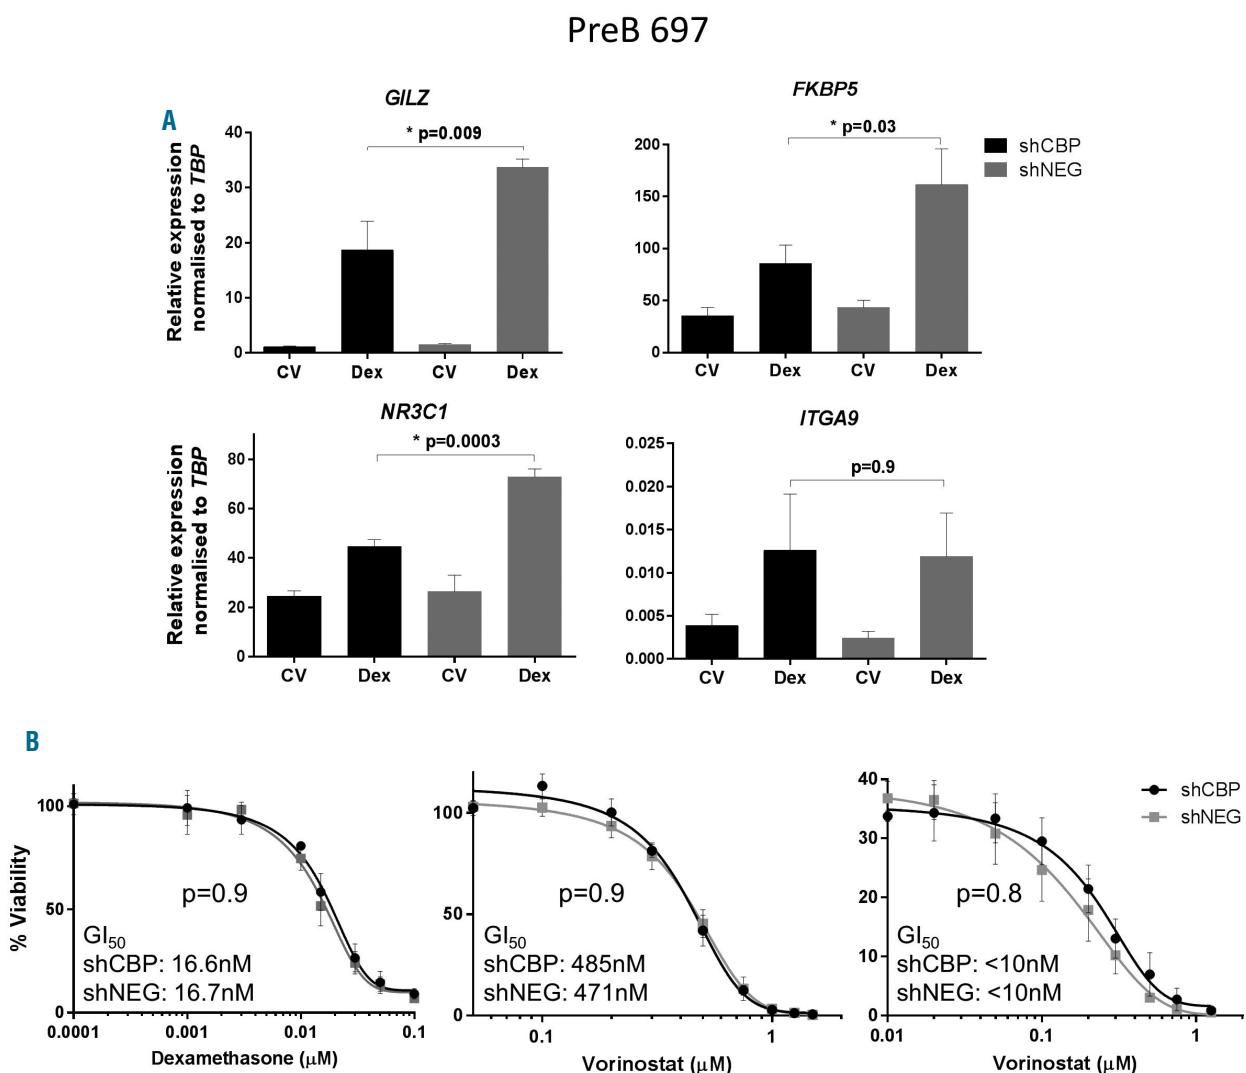 PreB 697
A
GILZ
* p=0.009
Relative expression
normalised to TBP
40
30
20
10
0
CV Dex CV Dex
FKBP5
* p=0.03
200
150
100
50
0
CV Dex CV Dex
shCBP
shNEG
NR3C1
* p=0.0003
Relative expression
normalised to TBP
80
60
40
20
0
CV Dex CV Dex
ITGA9
p=0.9
0.025
0.020
0.015
0.010
0.005
0.000
CV Dex CV Dex
B
% Viability
100
50
0
p=0.9
GI50
shCBP: 16.6nM
shNEG: 16.7nM
0.0001 0.001 0.01 0.1
Dexamethasone (μM)
100
50
0
p=0.9
GI50
shCBP: 485nM
shNEG: 471nM
0.1 1
Vorinostat (μM)
40
30
20
10
0
p=0.8
GI50
shCBP: <10nM
shNEG: <10nM
0.01 0.1 1
Vorinostat (μM)
shCBP
shNEG